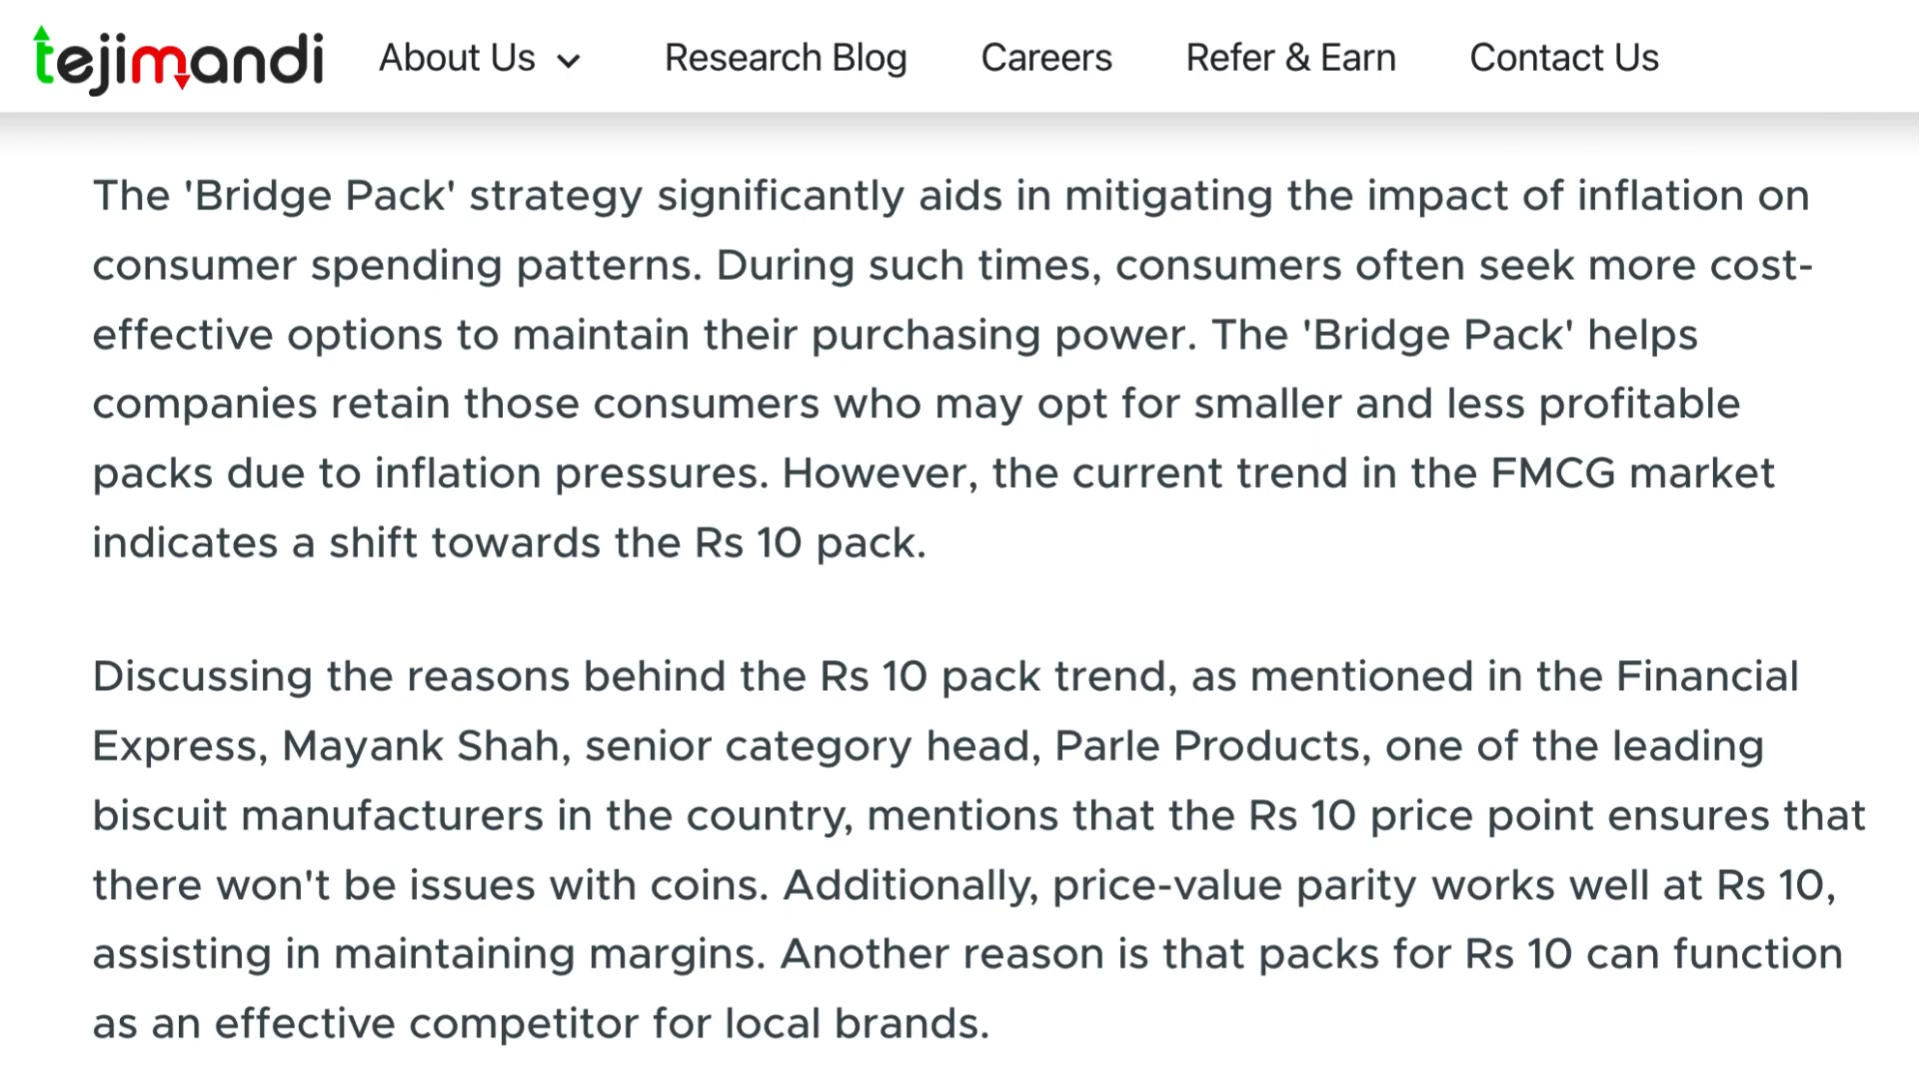 tejimandi About Us Research Blog Careers Refer & Earn Contact Us
The 'Bridge Pack' strategy significantly aids in mitigating the impact of inflation on
consumer spending patterns. During such times, consumers often seek more cost-
effective options to maintain their purchasing power. The 'Bridge Pack' helps
companies retain those consumers who may opt for smaller and less profitable
packs due to inflation pressures. However, the current trend in the FMCG market
indicates a shift towards the Rs 10 pack.
Discussing the reasons behind the Rs 10 pack trend, as mentioned in the Financial
Express, Mayank Shah, senior category head, Parle Products, one of the leading
biscuit manufacturers in the country, mentions that the Rs 10 price point ensures that
there won't be issues with coins. Additionally, price-value parity works well at Rs 10,
assisting in maintaining margins. Another reason is that packs for Rs 10 can function
as an effective competitor for local brands.